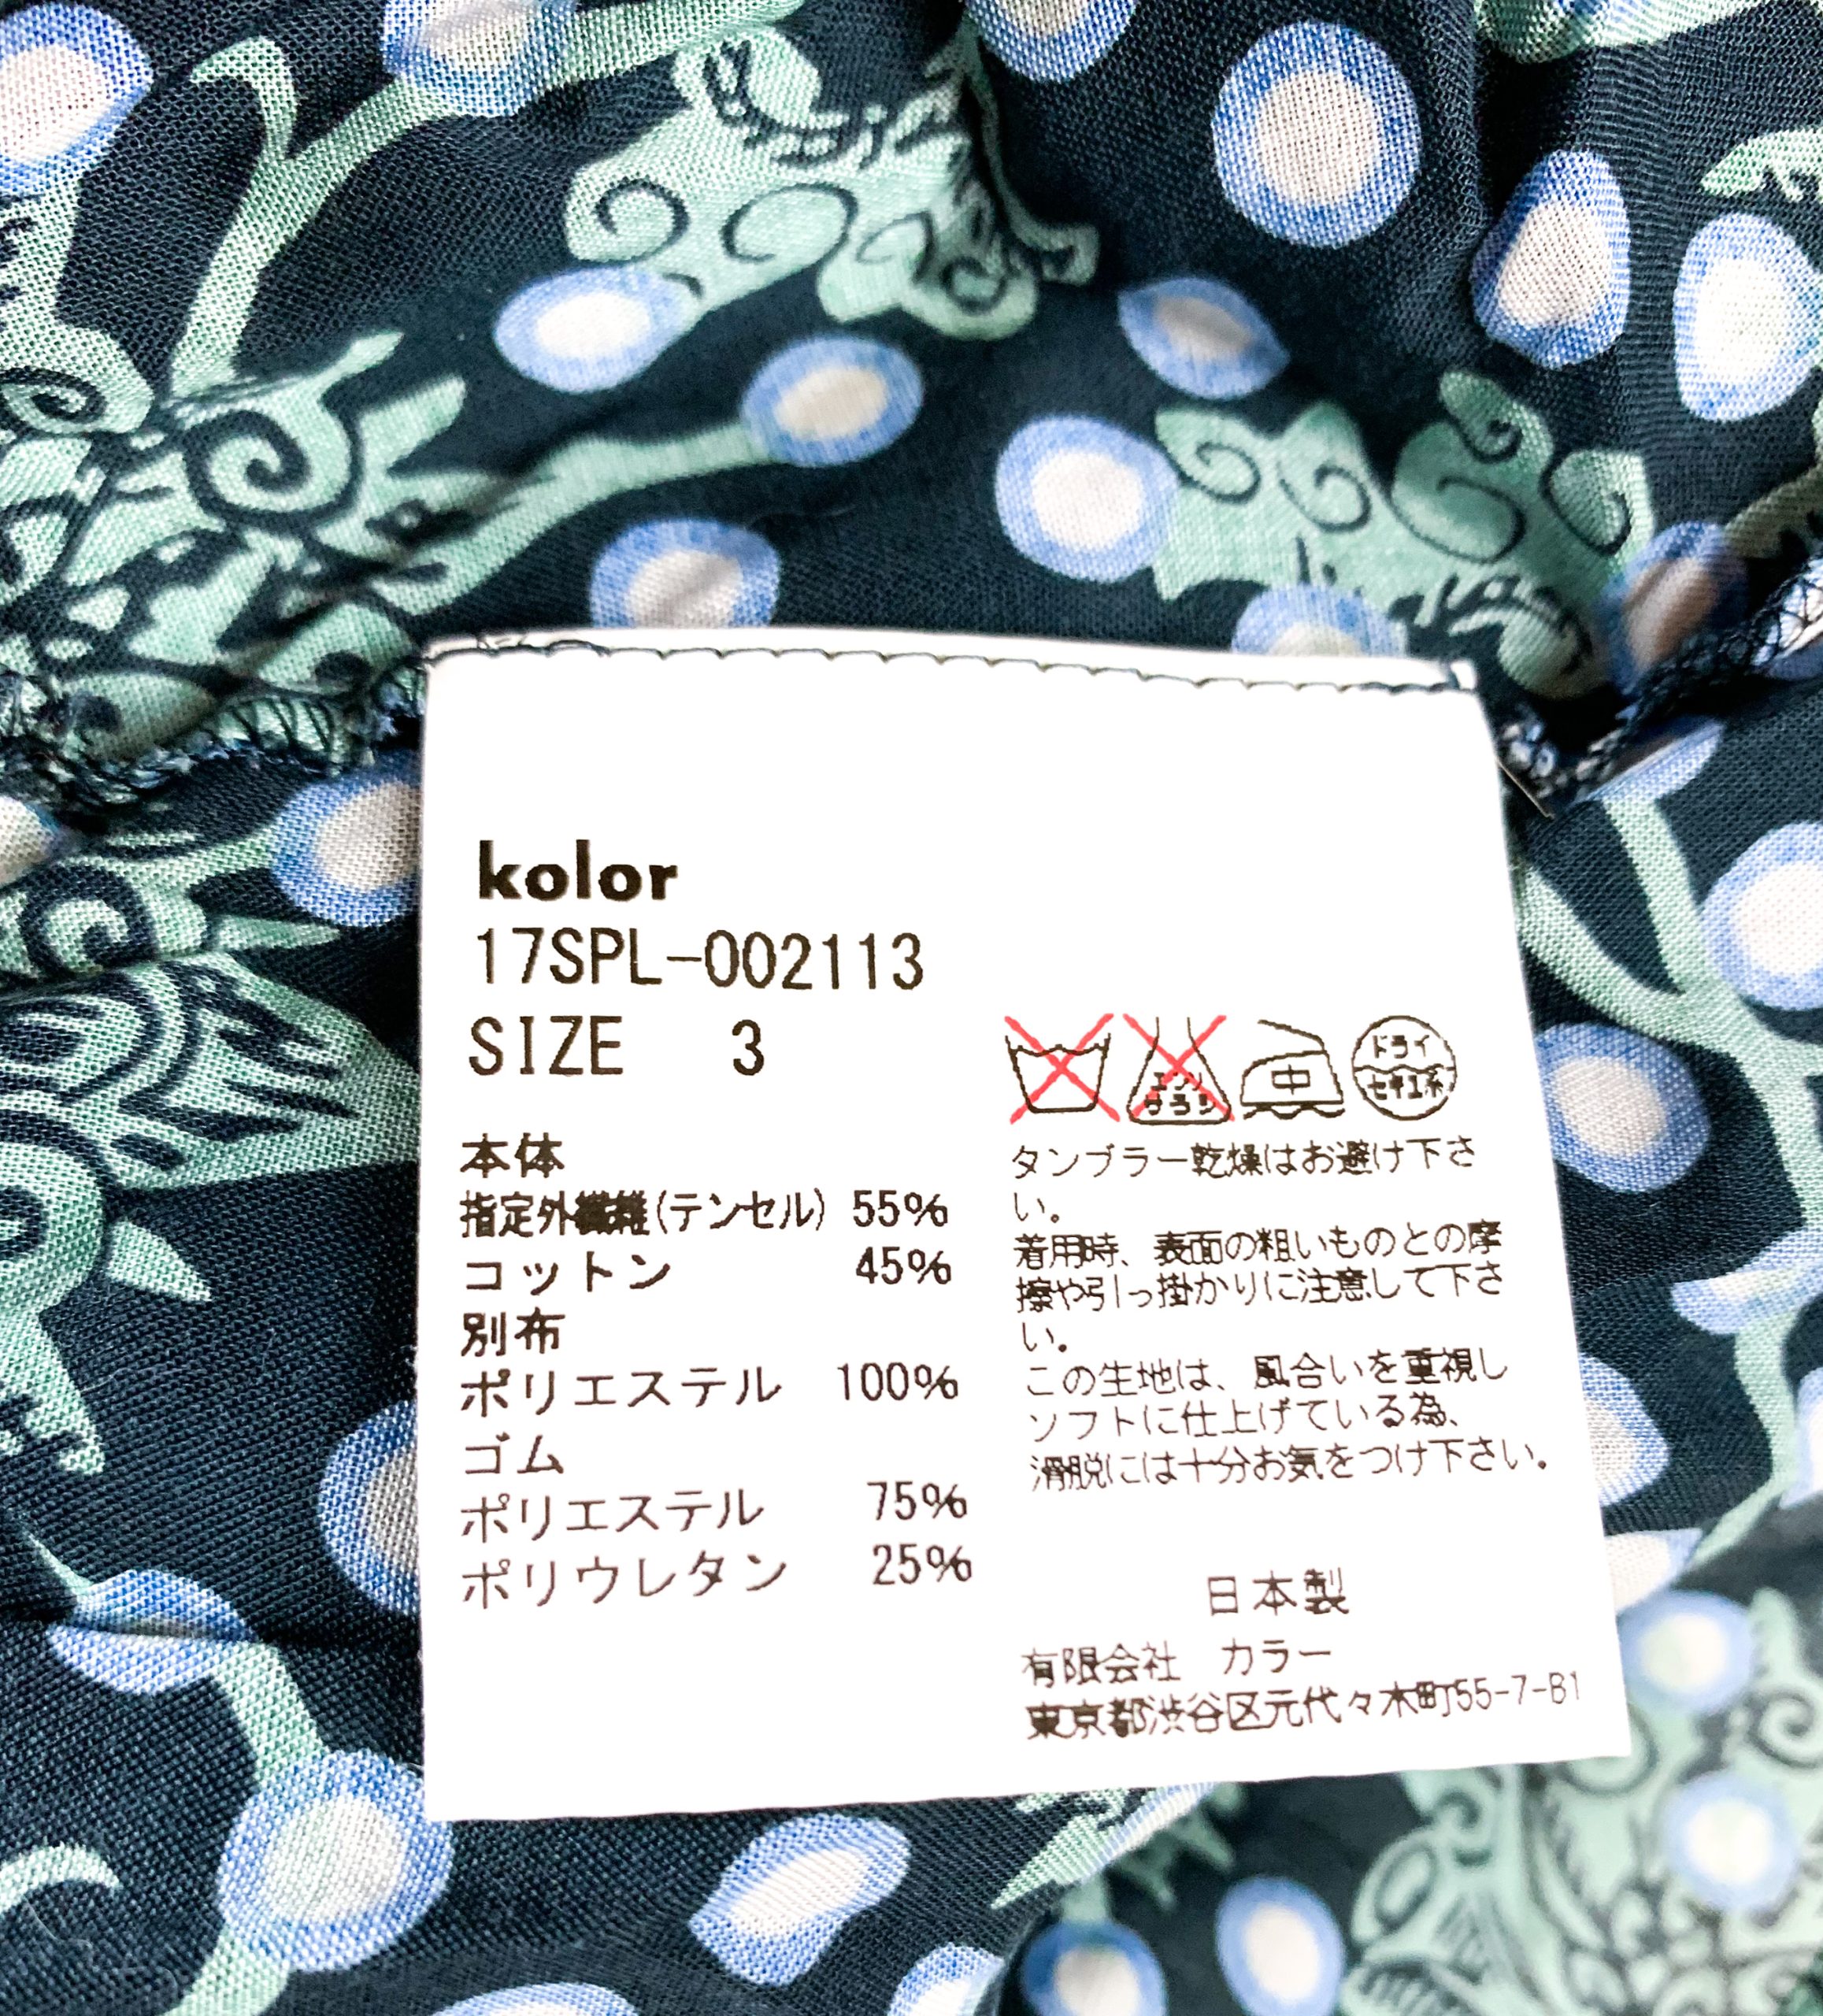 kolor
17SPL-002113
SIZE 3
本体
指定外繊維(テンセル) 55%
コットン 45%
別布
ポリエステル 100%
ゴム
ポリエステル 75%
ポリウレタン 25%
エンソ
サラシ
中
ドライ
セキユ系
タンブラー乾燥はお避け下さ
い。
着用時、表面の粗いものとの摩
擦や引っ掛かりに注意して下さ
い。
この生地は、風合いを重視し
ソフトに仕上げている為、
滑脱には十分お気をつけ下さい。
日本製
有限会社 カラー
東京都渋谷区元代々木町55-7-B1